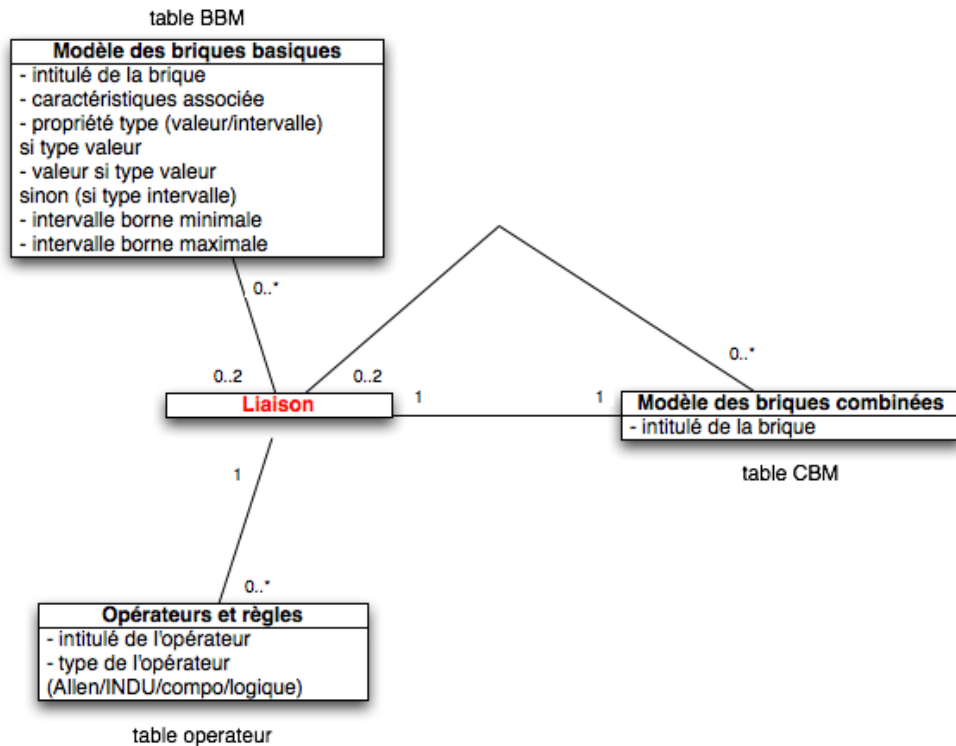 table BBM
Modèle des briques basiques
- intitulé de la brique
- caractéristiques associée
- propriété type (valeur/intervalle)
si type valeur
- valeur si type valeur
sinon (si type intervalle)
- intervalle borne minimale
- intervalle borne maximale
0..*
0..*
0..2
0..2
1
1
Liaison
Modèle des briques combinées
- intitulé de la brique
table CBM
1
0..*
Opérateurs et règles
- intitulé de l'opérateur
- type de l'opérateur
(Allen/INDU/compo/logique)
table operateur